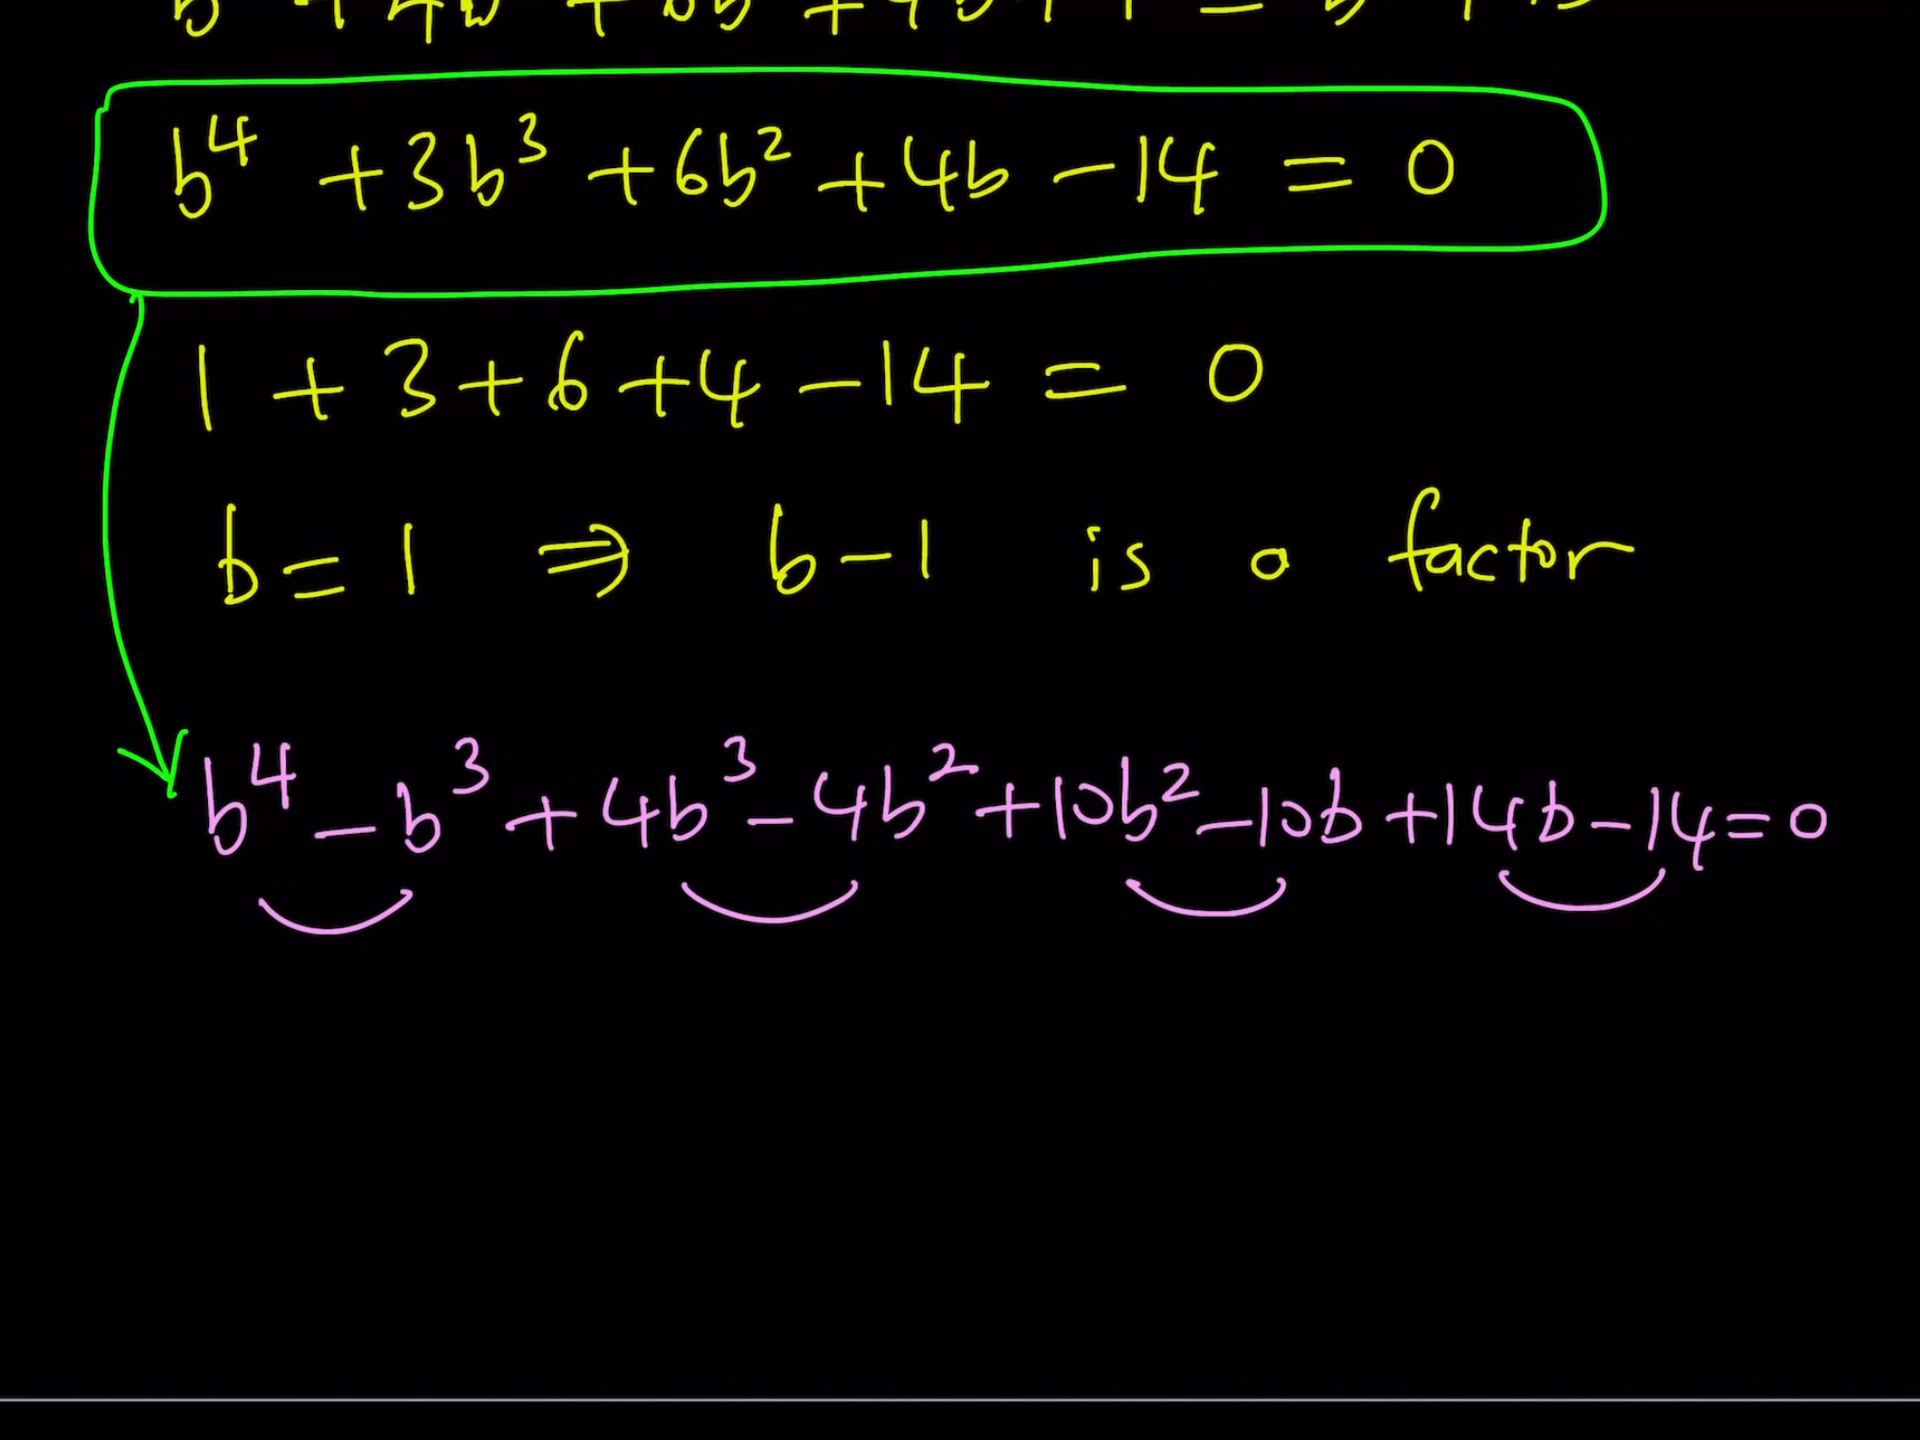 b⁴ + 3b³ + 6b² + 4b - 14 = 0
1 + 3 + 6 + 4 - 14 = 0
b = 1 ⇒ b - 1 is a factor
b⁴ - b³ + 4b³ - 4b² + 10b² - 10b + 14b - 14 = 0